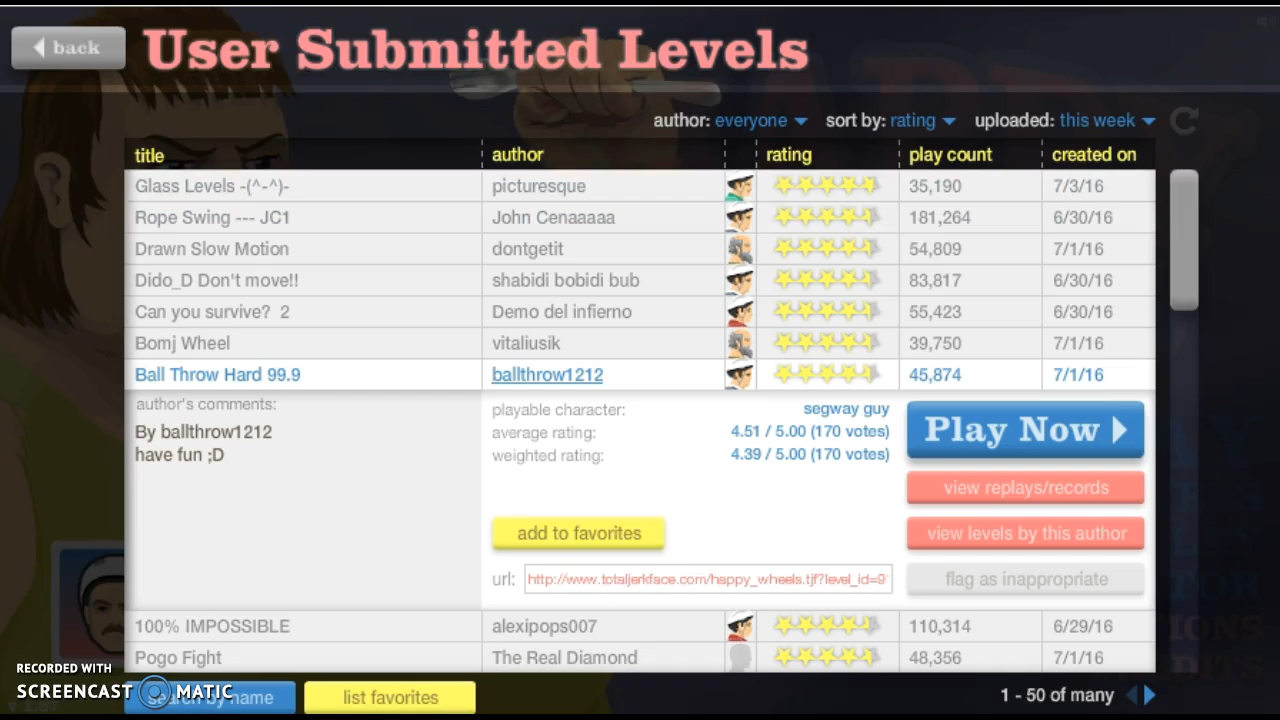 back
User Submitted Levels
author: everyone sort by: rating uploaded: this week
title author rating play count created on
Glass Levels -(^-^)- picturesque 35,190 7/3/16
Rope Swing --- JC1 John Cenaaaaa 181,264 6/30/16
Drawn Slow Motion dontgetit 54,809 7/1/16
Dido_D Don't move!! shabidi bobidi bub 83,817 6/30/16
Can you survive? 2 Demo del infierno 55,423 6/30/16
Bomj Wheel vitaliusik 39,750 7/1/16
Ball Throw Hard 99.9 ballthrow1212 45,874 7/1/16
author's comments:
By ballthrow1212
have fun ;D
playable character: segway guy
average rating: 4.51 / 5.00 (170 votes)
weighted rating: 4.39 / 5.00 (170 votes)
Play Now
view replays/records
add to favorites
view levels by this author
url: http://www.totaljerkface.com/happy_wheels.tjf?level_id=9
flag as inappropriate
100% IMPOSSIBLE alexipops007 110,314 6/29/16
Pogo Fight The Real Diamond 48,356 7/1/16
RECORDED WITH
SCREENCAST MATIC
search by name
list favorites
1 - 50 of many